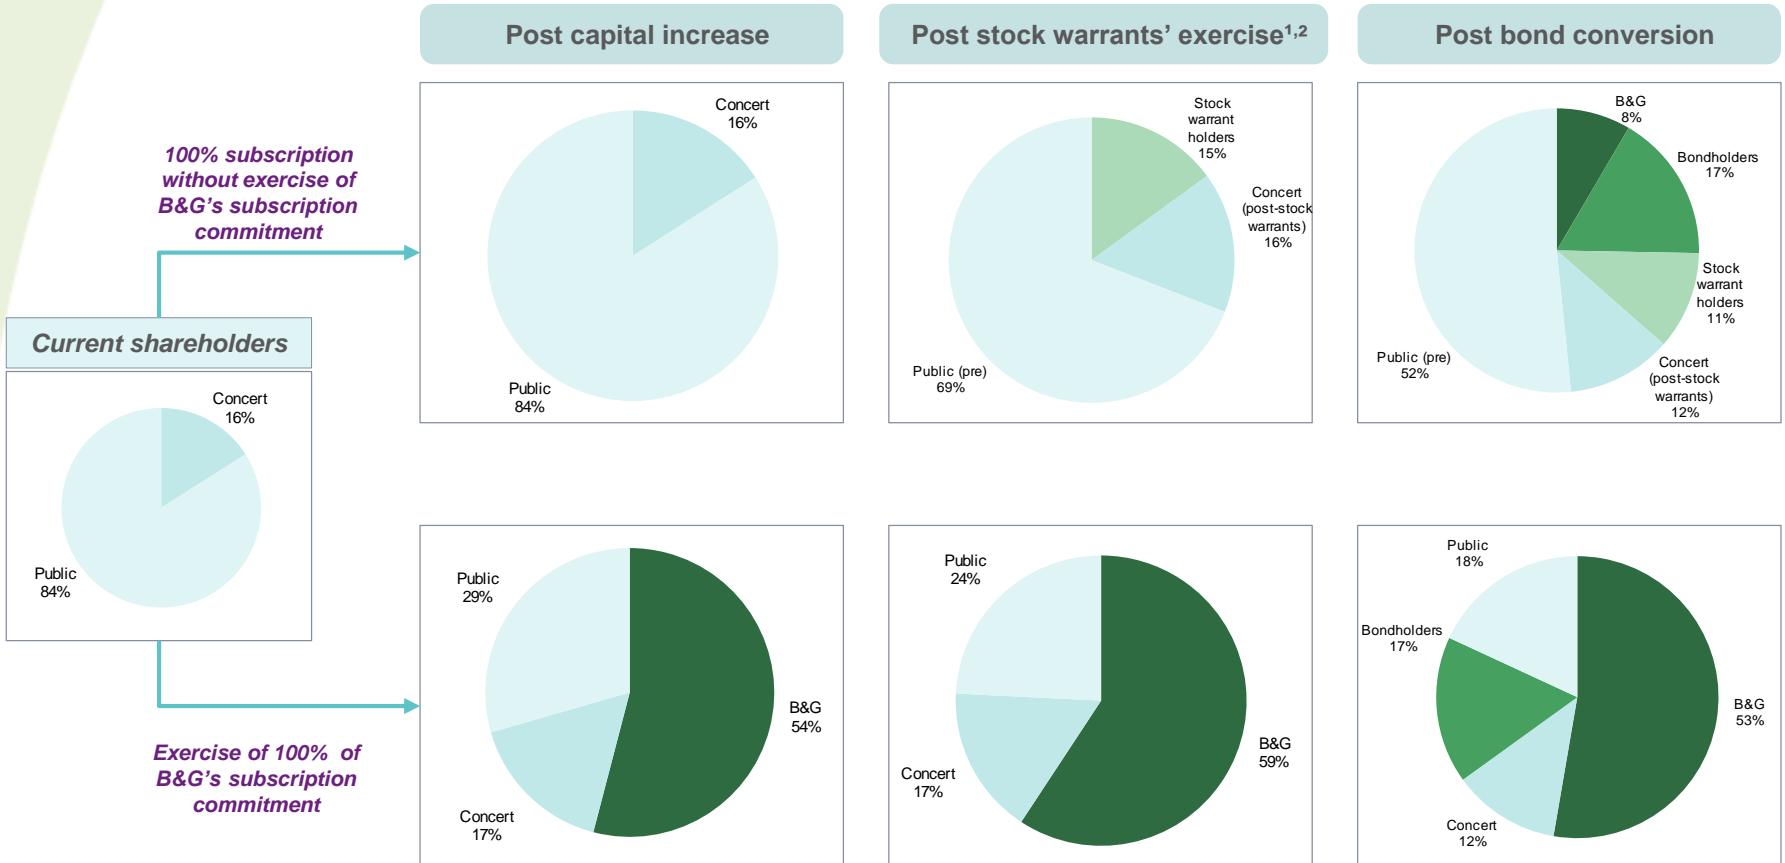 Post capital increase
Post stock warrants’ exercise¹,²
Post bond conversion
100% subscription
without exercise of
B&G’s subscription
commitment
Concert
16%
Public
84%
Stock
warrant
holders
15%
Concert
(post-stock
warrants)
16%
Public (pre)
69%
B&G
8%
Bondholders
17%
Stock
warrant
holders
11%
Concert
(post-stock
warrants)
12%
Public (pre)
52%
Current shareholders
Concert
16%
Public
84%
Exercise of 100% of
B&G’s subscription
commitment
Public
29%
B&G
54%
Concert
17%
Public
24%
B&G
59%
Concert
17%
Public
18%
Bondholders
17%
B&G
53%
Concert
12%